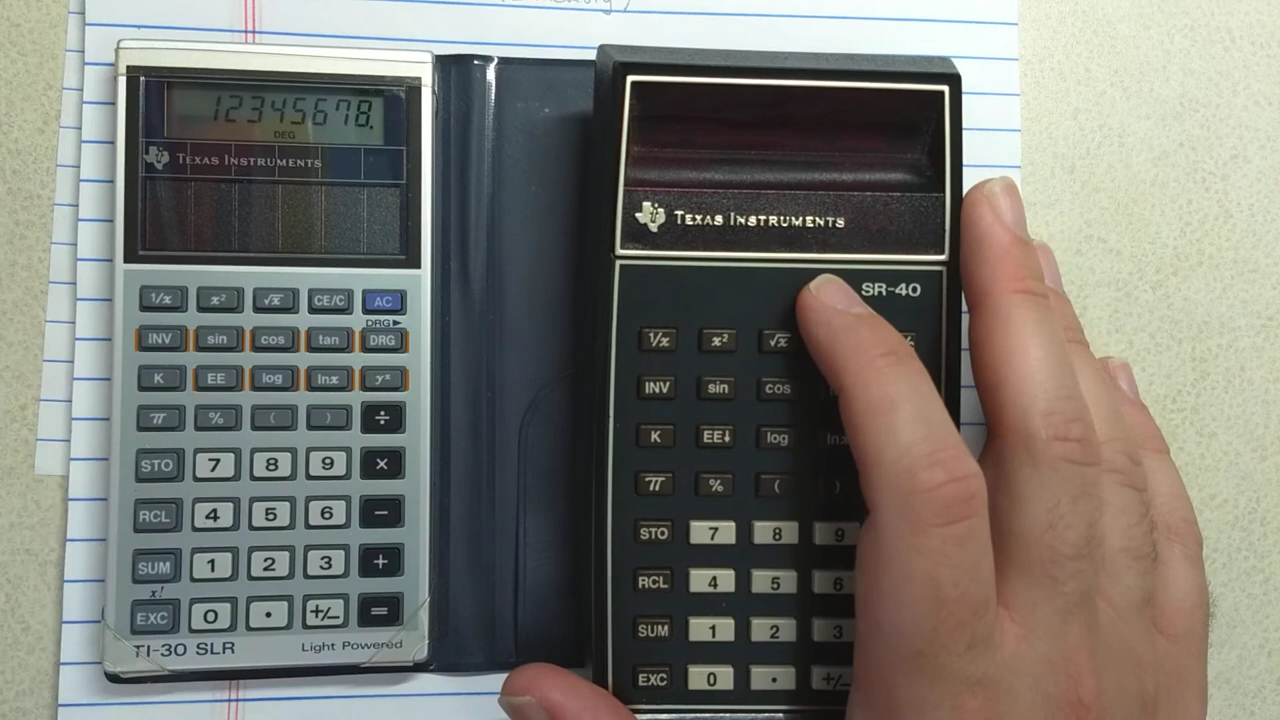 12345678.
DEG
TEXAS INSTRUMENTS
1/x x² √x CE/C AC
DRG►
INV sin cos tan DRG
K EE log lnx yˣ
π % ( ) ÷
STO 7 8 9 ×
RCL 4 5 6 −
SUM 1 2 3 +
x!
EXC 0 • +/− =
TI-30 SLR Light Powered
TEXAS INSTRUMENTS
SR-40
1/x x² √x
INV sin cos
K EE↓ log lnx
π % ( )
STO 7 8 9
RCL 4 5 6
SUM 1 2 3
EXC 0 • +/−